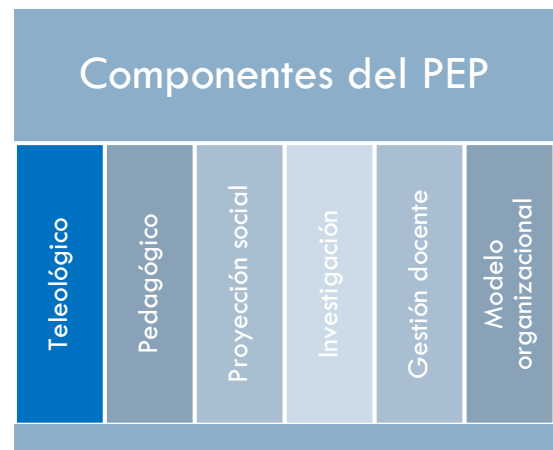 Componentes del PEP
Teleológico
Pedagógico
Proyección social
Investigación
Gestión docente
Modelo
organizacional